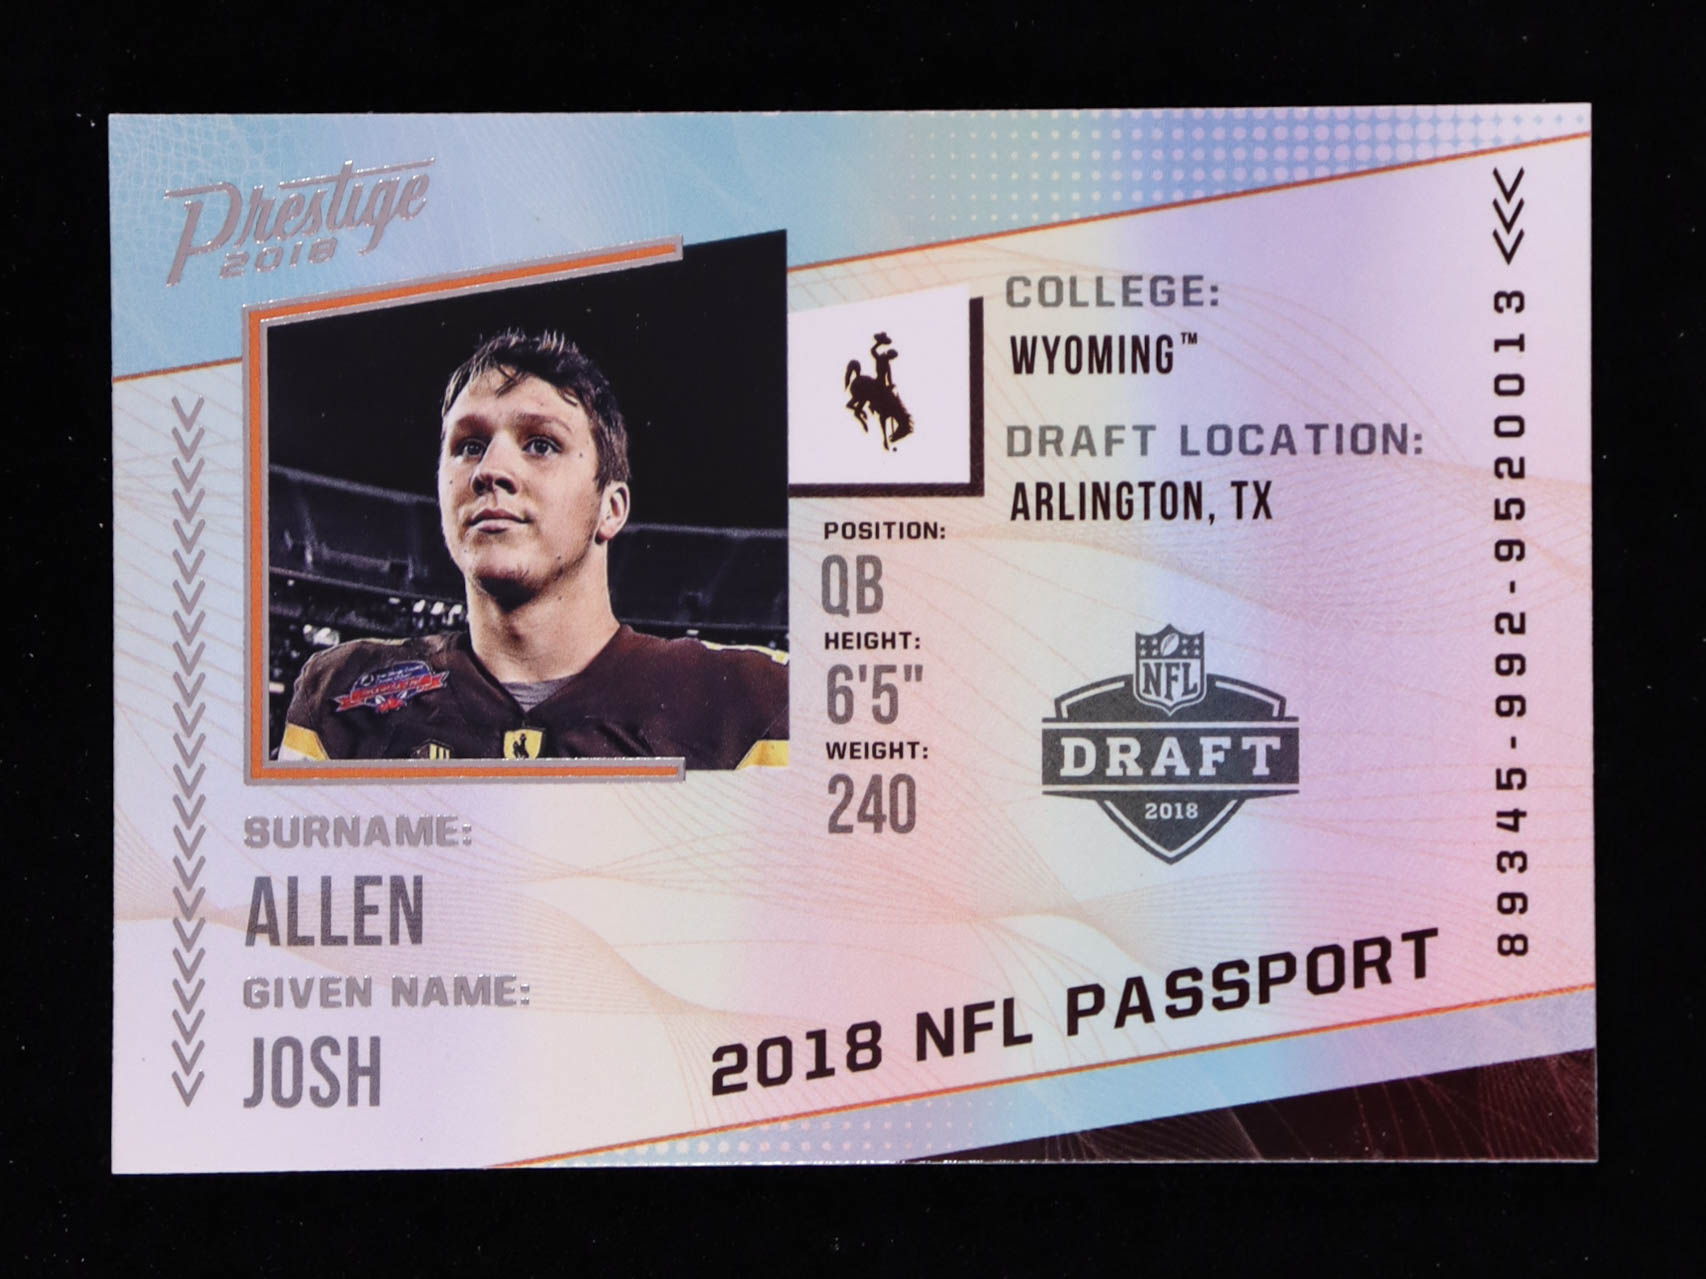 Prestige
2018
COLLEGE:
WYOMING™
DRAFT LOCATION:
ARLINGTON, TX
POSITION:
QB
HEIGHT:
6'5"
WEIGHT:
240
NFL
DRAFT
2018
SURNAME:
ALLEN
GIVEN NAME:
JOSH
2018 NFL PASSPORT
89345-992-9520013